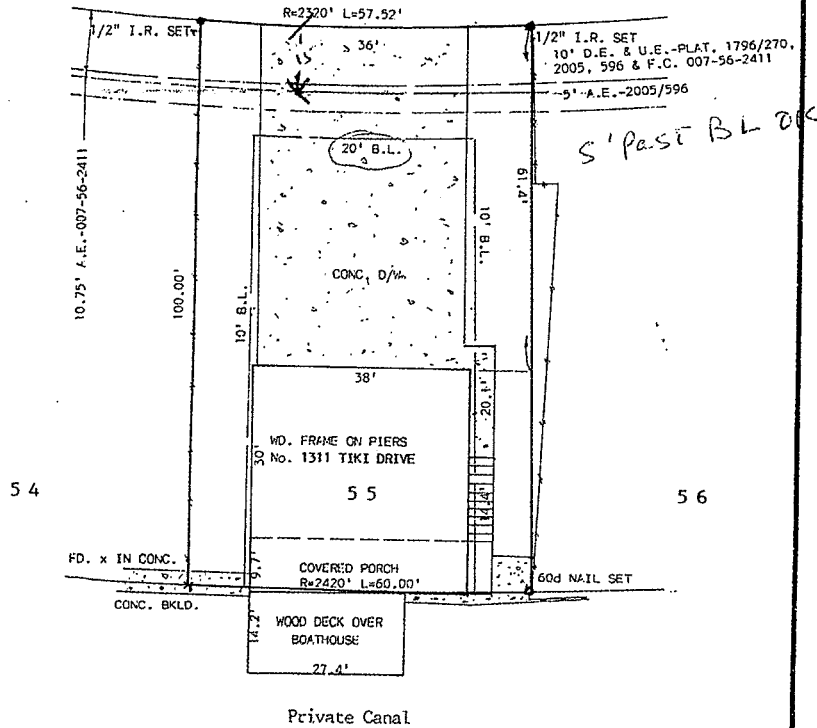 R=2320' L=57.52'
1/2" I.R. SET
36'
1/2" I.R. SET
10' D.E. & U.E.-PLAT, 1796/270,
2005, 596 & F.C. 007-56-2411
5' A.E.-2005/596
5' Past BL
20' B.L.
61.4'
10.75' A.E.-007-56-2411
100.00'
10' B.L.
10' B.L.
CONC. D/W
38'
20.1'
WD. FRAME ON PIERS
No. 1311 TIKI DRIVE
30'
54
55
56
14.4'
FD. x IN CONC.
9.7'
COVERED PORCH
R=2420' L=60.00'
60d NAIL SET
CONC. BKLD.
14.2'
WOOD DECK OVER
BOATHOUSE
27.4'
Private Canal